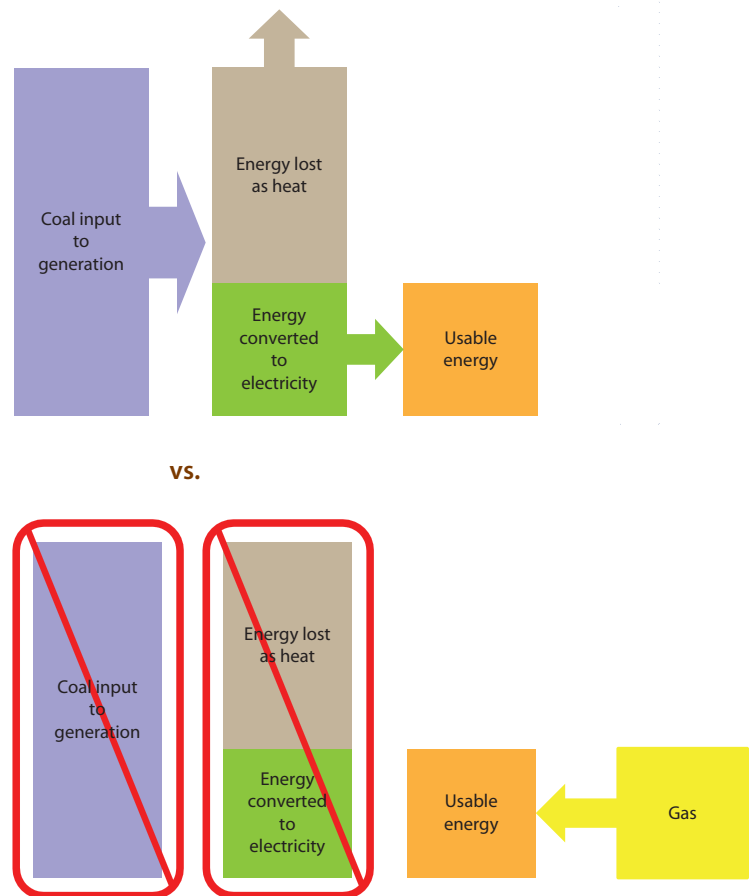 Energy lost
as heat
Coal input
to
generation
Energy
converted
to
electricity
Usable
energy
vs.
Energy lost
as heat
Coal input
to
generation
Energy
converted
to
electricity
Usable
energy
Gas